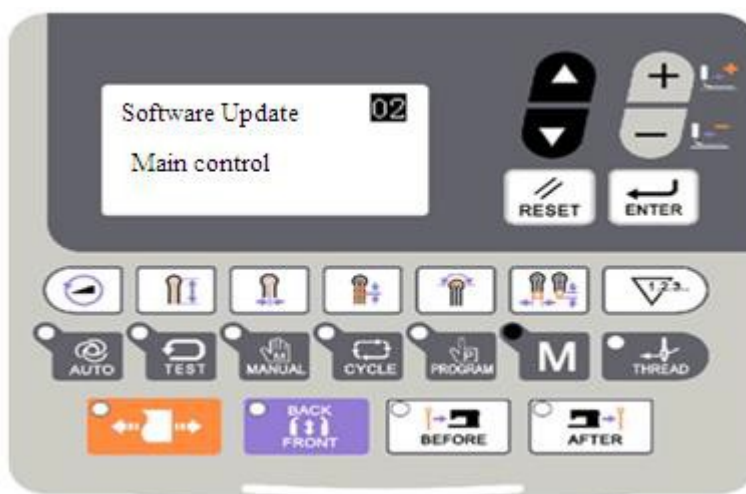 Software Update 02
Main control
RESET
ENTER
1,2,3..
AUTO
TEST
MANUAL
CYCLE
PROGRAM
M
THREAD
BACK
FRONT
BEFORE
AFTER